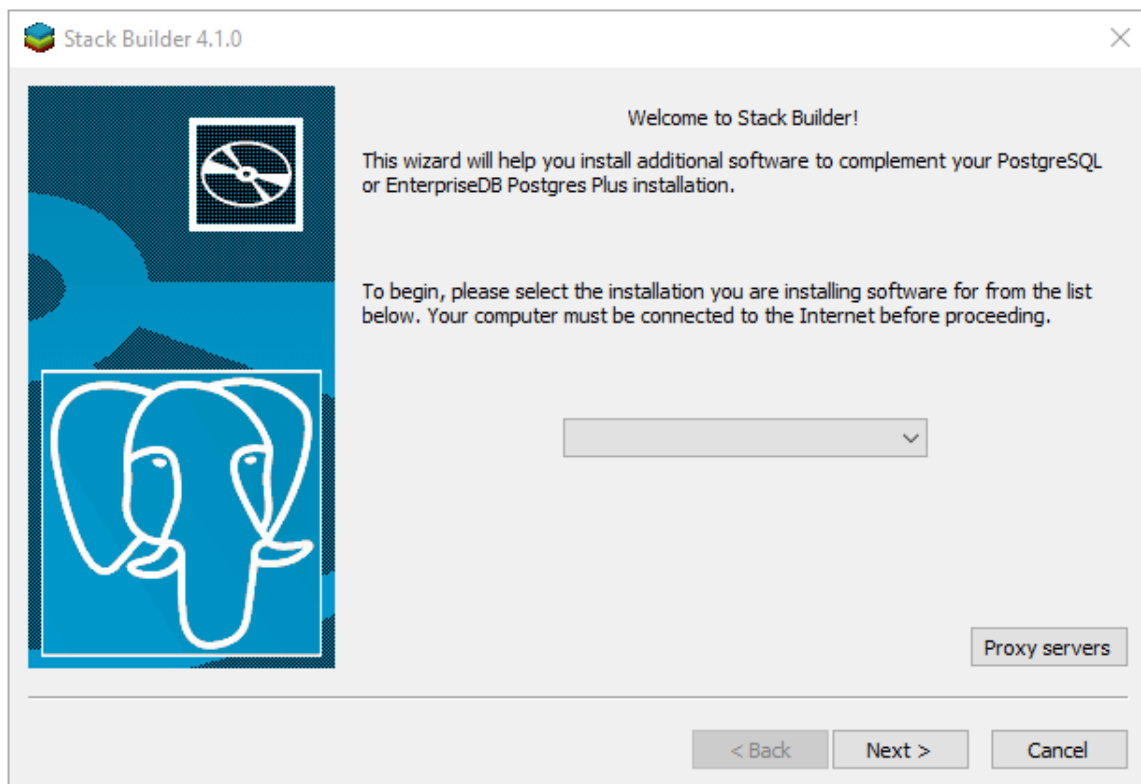 Stack Builder 4.1.0
Welcome to Stack Builder!
This wizard will help you install additional software to complement your PostgreSQL
or EnterpriseDB Postgres Plus installation.
To begin, please select the installation you are installing software for from the list
below. Your computer must be connected to the Internet before proceeding.
Proxy servers
< Back
Next >
Cancel